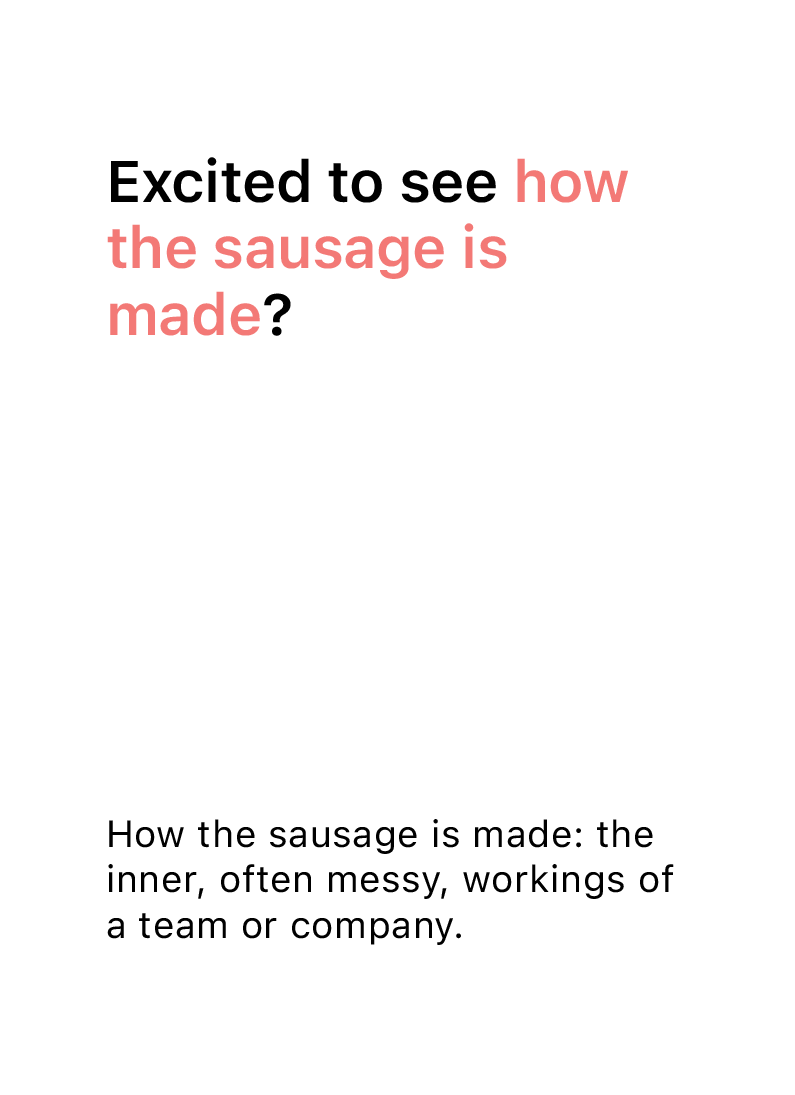 Excited to see how
the sausage is
made?
How the sausage is made: the
inner, often messy, workings of
a team or company.